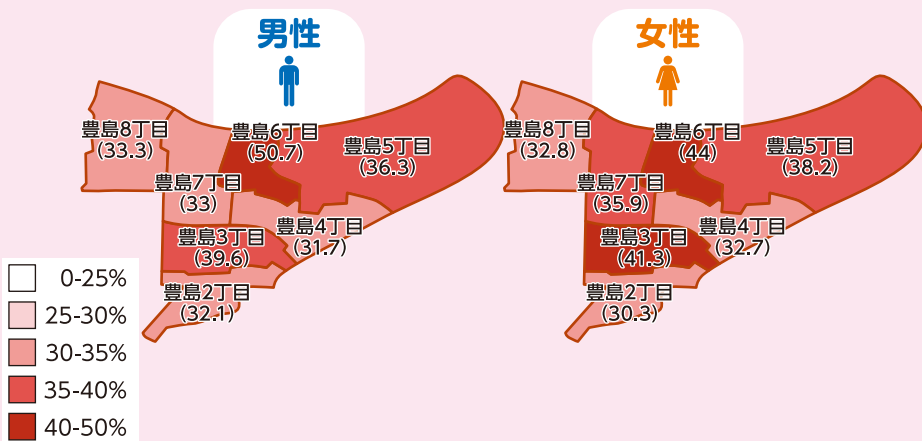 男性
豊島8丁目
(33.3)
豊島6丁目
(50.7)
豊島5丁目
(36.3)
豊島7丁目
(33)
豊島4丁目
(31.7)
豊島3丁目
(39.6)
豊島2丁目
(32.1)
女性
豊島8丁目
(32.8)
豊島6丁目
(44)
豊島5丁目
(38.2)
豊島7丁目
(35.9)
豊島4丁目
(32.7)
豊島3丁目
(41.3)
豊島2丁目
(30.3)
0-25%
25-30%
30-35%
35-40%
40-50%